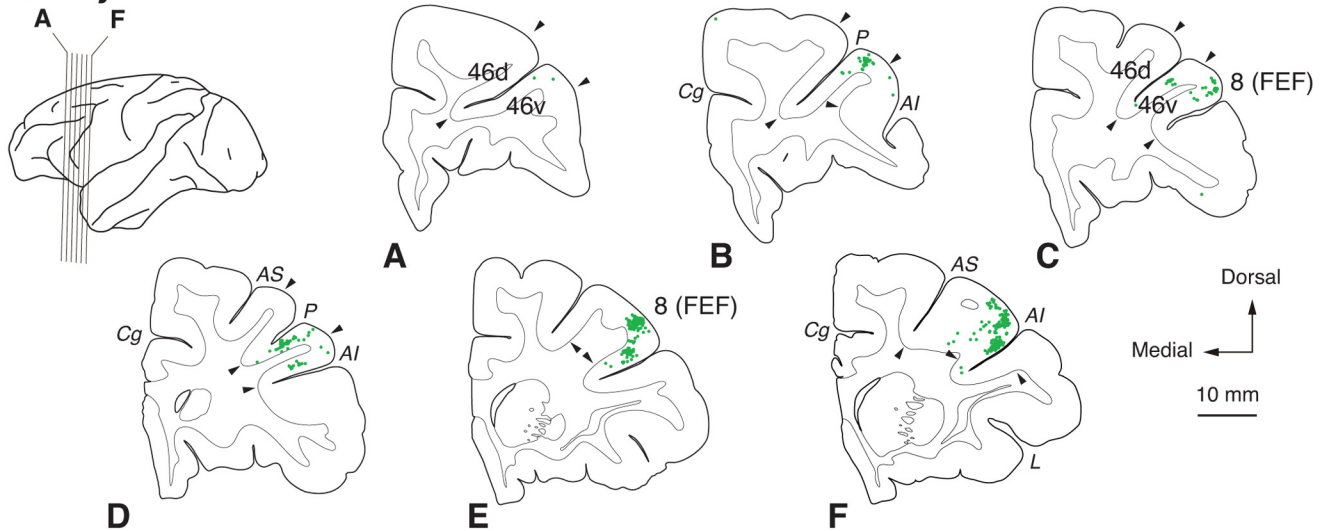 A F
46d
46v
A
Cg
P
AI
B
46d
46v
8 (FEF)
C
AS
P
Cg
AI
D
8 (FEF)
E
AS
Cg
AI
L
F
Dorsal
Medial
10 mm